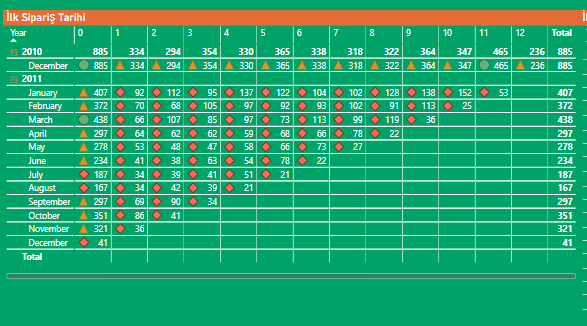 İlk Sipariş Tarihi
Year 0 1 2 3 4 5 6 7 8 9 10 11 12 Total
2010 885 334 294 354 330 365 338 318 322 364 347 465 236 885
December 885 334 294 354 330 365 338 318 322 364 347 465 236 885
2011
January 407 92 112 95 137 122 104 102 128 138 152 53 407
February 372 70 68 105 97 92 93 102 91 113 25 372
March 438 66 107 85 97 73 113 99 119 36 438
April 297 64 62 62 59 68 66 78 22 297
May 278 53 48 47 58 66 73 27 278
June 234 41 38 63 54 78 22 234
July 187 34 39 41 51 21 187
August 167 34 42 39 21 167
September 297 69 90 34 297
October 351 86 41 351
November 321 36 321
December 41 41
Total